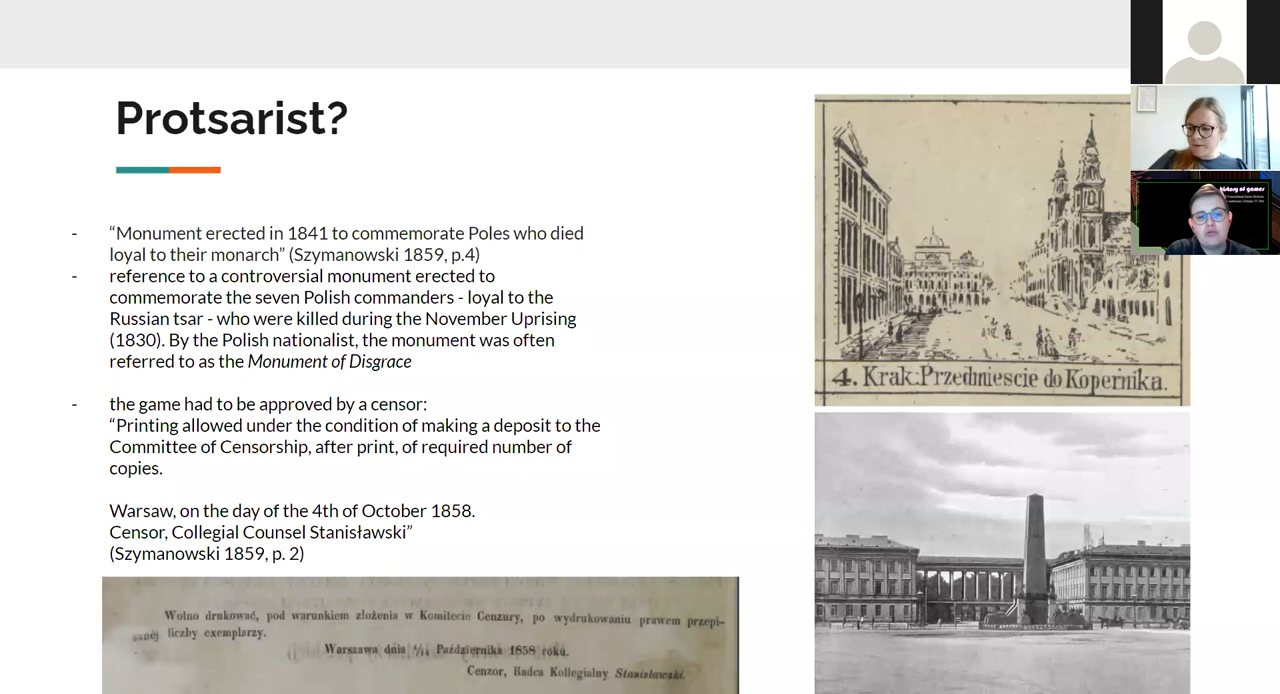 Protsarist?
- “Monument erected in 1841 to commemorate Poles who died
loyal to their monarch” (Szymanowski 1859, p.4)
- reference to a controversial monument erected to
commemorate the seven Polish commanders - loyal to the
Russian tsar - who were killed during the November Uprising
(1830). By the Polish nationalist, the monument was often
referred to as the Monument of Disgrace
- the game had to be approved by a censor:
“Printing allowed under the condition of making a deposit to the
Committee of Censorship, after print, of required number of
copies.
Warsaw, on the day of the 4th of October 1858.
Censor, Collegial Counsel Stanisławski”
(Szymanowski 1859, p. 2)
Wolno drukować, pod warunkiem złożenia w Komitecie Cenzury, po wydrukowaniu prawem przepi-
sanéj liczby exemplarzy.
Warszawa dnia Października 1858 roku.
Cenzor, Radca Kollegialny Stanisławski.
4. Krak: Przedmiescie do Kopernika.
history of games